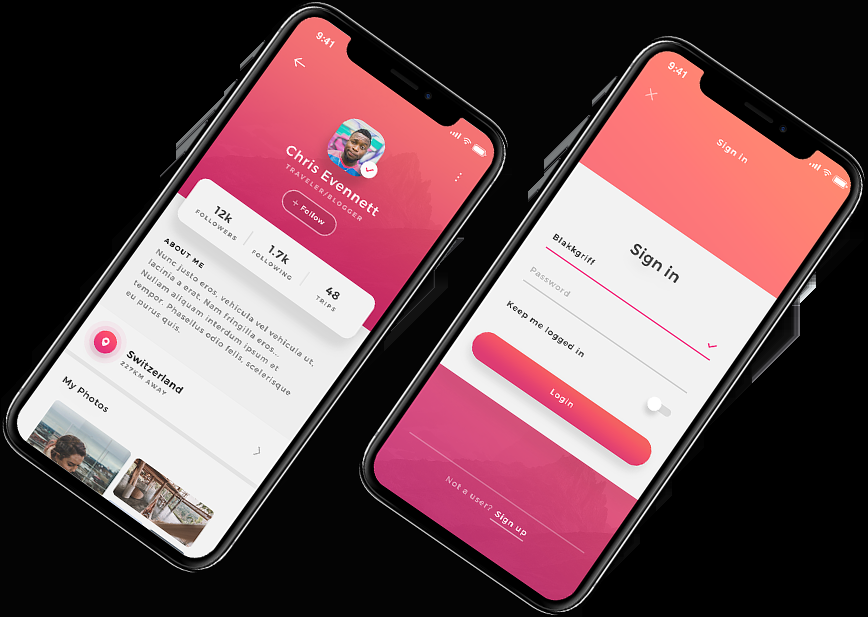 9:41
Chris Evennett
TRAVELER/BLOGGER
+ Follow
12k
FOLLOWERS
1.7k
FOLLOWING
48
TRIPS
ABOUT ME
Nunc justo eros, vehicula vel vehicula ut,
lacinia a erat. Nam fringilla eros...
Nullam aliquam interdum ipsum et
tempor. Phasellus odio felis, scelerisque
eu purus quis.
Switzerland
227KM AWAY
My Photos
9:41
Sign in
Sign in
Blakkgriff
Password
Keep me logged in
Login
Not a user? Sign up